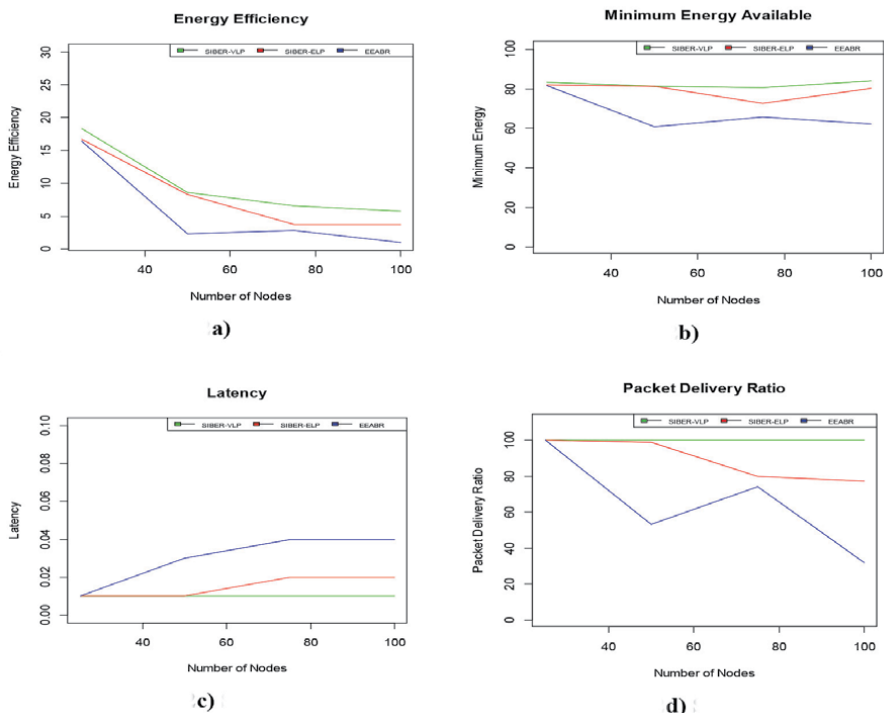 Energy Efficiency
SIBER-VLP SIBER-ELP EEABR
Energy Efficiency
30
25
20
15
10
5
0
40 60 80 100
Number of Nodes
a)
Minimum Energy Available
SIBER-VLP SIBER-ELP EEABR
Minimum Energy
100
80
60
40
20
0
40 60 80 100
Number of Nodes
b)
Latency
SIBER-VLP SIBER-ELP EEABR
Latency
0.10
0.08
0.06
0.04
0.02
0.00
40 60 80 100
Number of Nodes
c)
Packet Delivery Ratio
SIBER-VLP SIBER-ELP EEABR
Packet Delivery Ratio
100
80
60
40
20
0
40 60 80 100
Number of Nodes
d)